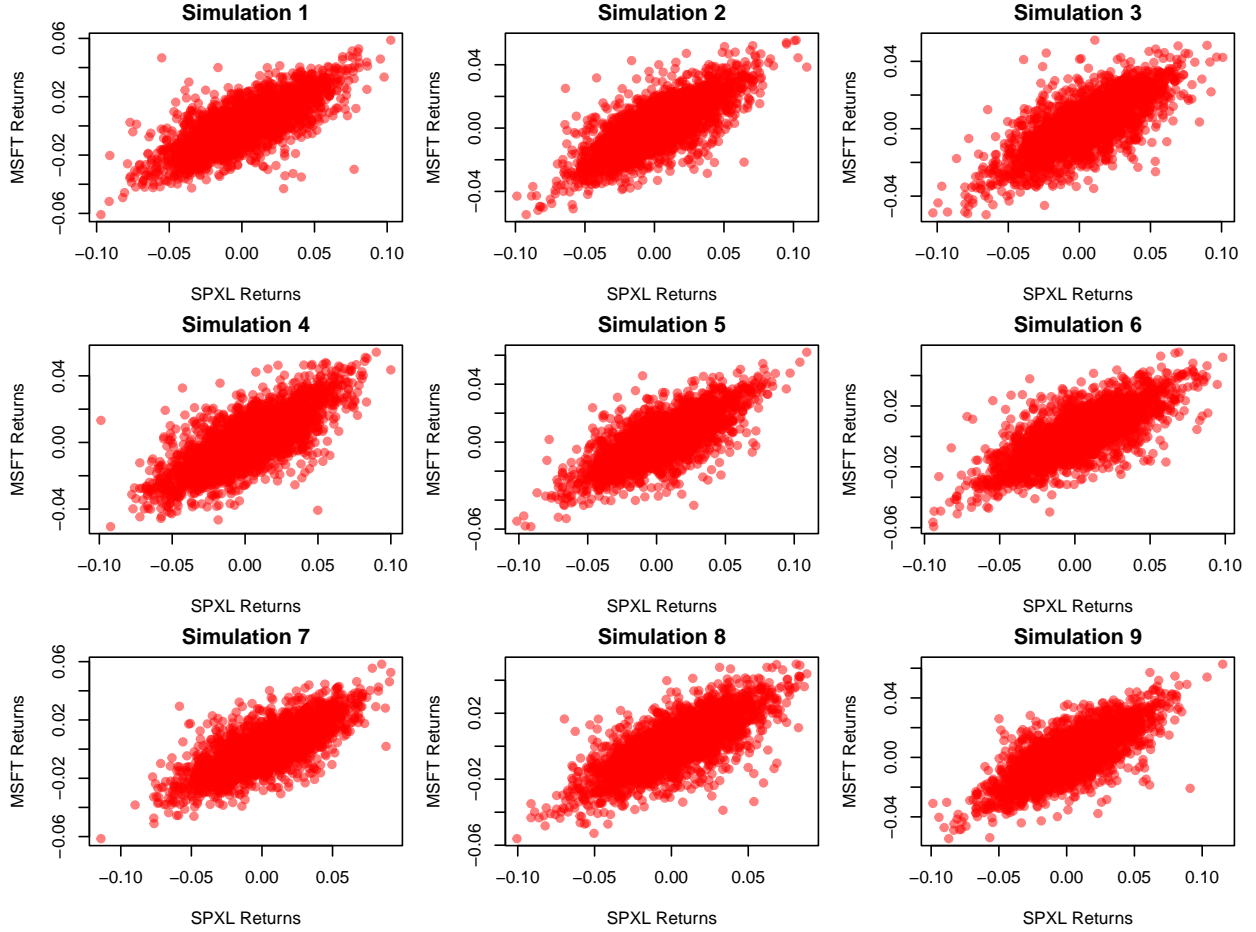 Simulation 1 Simulation 2 Simulation 3
MSFT Returns MSFT Returns MSFT Returns
0.06 0.02 −0.02 −0.06
0.04 0.00 −0.04
0.04 0.00 −0.04
−0.10 −0.05 0.00 0.05 0.10
−0.10 −0.05 0.00 0.05 0.10
−0.10 −0.05 0.00 0.05 0.10
SPXL Returns SPXL Returns SPXL Returns
Simulation 4 Simulation 5 Simulation 6
MSFT Returns MSFT Returns MSFT Returns
0.04 0.00 −0.04
0.04 0.00 −0.06
0.02 −0.02 −0.06
−0.10 −0.05 0.00 0.05 0.10
−0.10 −0.05 0.00 0.05 0.10
−0.10 −0.05 0.00 0.05 0.10
SPXL Returns SPXL Returns SPXL Returns
Simulation 7 Simulation 8 Simulation 9
MSFT Returns MSFT Returns MSFT Returns
0.06 0.02 −0.02 −0.06
0.02 −0.02 −0.06
0.04 0.00 −0.04
−0.10 −0.05 0.00 0.05
−0.10 −0.05 0.00 0.05
−0.10 −0.05 0.00 0.05 0.10
SPXL Returns SPXL Returns SPXL Returns